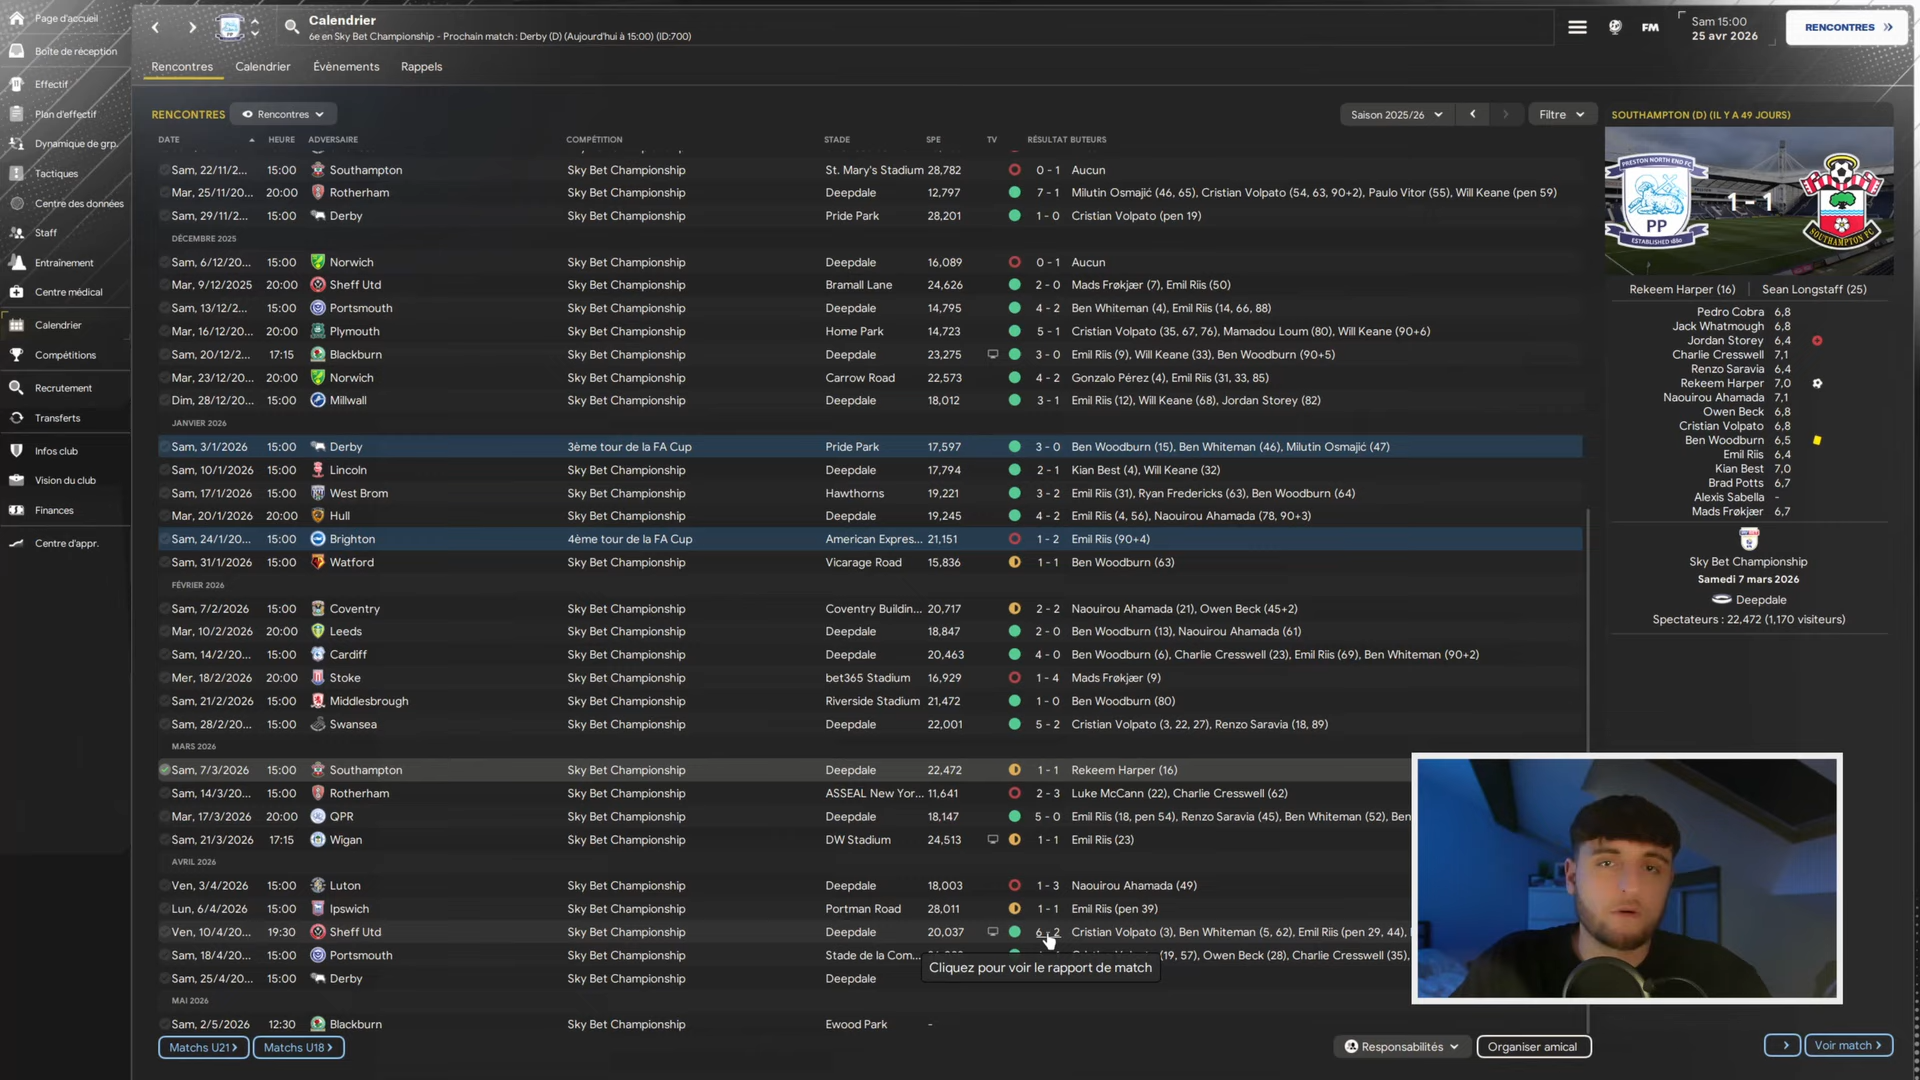 Page d'accueil
Boîte de réception
Effectif
Plan d'effectif
Dynamique de grp.
Tactiques
Centre des données
Staff
Entraînement
Centre médical
Calendrier
Compétitions
Recrutement
Transferts
Infos club
Vision du club
Finances
Centre d'appr.
Calendrier
6e en Sky Bet Championship - Prochain match : Derby (D) (Aujourd'hui à 15:00) (ID:700)
FM
Sam 15:00
25 avr 2026
RENCONTRES
Rencontres Calendrier Évènements Rappels
RENCONTRES Rencontres Saison 2025/26 Filtre
DATE HEURE ADVERSAIRE COMPÉTITION STADE SPE TV RÉSULTAT BUTEURS
Sam, 22/11/2... 15:00 Southampton Sky Bet Championship St. Mary's Stadium 28,782 0 - 1 Aucun
Mar, 25/11/20... 20:00 Rotherham Sky Bet Championship Deepdale 12,797 7 - 1 Milutin Osmajić (46, 65), Cristian Volpato (54, 63, 90+2), Paulo Vitor (55), Will Keane (pen 59)
Sam, 29/11/2... 15:00 Derby Sky Bet Championship Pride Park 28,201 1 - 0 Cristian Volpato (pen 19)
DÉCEMBRE 2025
Sam, 6/12/20... 15:00 Norwich Sky Bet Championship Deepdale 16,089 0 - 1 Aucun
Mar, 9/12/2025 20:00 Sheff Utd Sky Bet Championship Bramall Lane 24,626 2 - 0 Mads Frøkjær (7), Emil Riis (50)
Sam, 13/12/2... 15:00 Portsmouth Sky Bet Championship Deepdale 14,795 4 - 2 Ben Whiteman (4), Emil Riis (14, 66, 88)
Mar, 16/12/20... 20:00 Plymouth Sky Bet Championship Home Park 14,723 5 - 1 Cristian Volpato (35, 67, 76), Mamadou Loum (80), Will Keane (90+6)
Sam, 20/12/2... 17:15 Blackburn Sky Bet Championship Deepdale 23,275 3 - 0 Emil Riis (9), Will Keane (33), Ben Woodburn (90+5)
Mar, 23/12/20... 20:00 Norwich Sky Bet Championship Carrow Road 22,573 4 - 2 Gonzalo Pérez (4), Emil Riis (31, 33, 85)
Dim, 28/12/20... 15:00 Millwall Sky Bet Championship Deepdale 18,012 3 - 1 Emil Riis (12), Will Keane (68), Jordan Storey (82)
JANVIER 2026
Sam, 3/1/2026 15:00 Derby 3ème tour de la FA Cup Pride Park 17,597 3 - 0 Ben Woodburn (15), Ben Whiteman (46), Milutin Osmajić (47)
Sam, 10/1/2026 15:00 Lincoln Sky Bet Championship Deepdale 17,794 2 - 1 Kian Best (4), Will Keane (32)
Sam, 17/1/2026 15:00 West Brom Sky Bet Championship Hawthorns 19,221 3 - 2 Emil Riis (31), Ryan Fredericks (63), Ben Woodburn (64)
Mar, 20/1/2026 20:00 Hull Sky Bet Championship Deepdale 19,245 4 - 2 Emil Riis (4, 56), Naouirou Ahamada (78, 90+3)
Sam, 24/1/20... 15:00 Brighton 4ème tour de la FA Cup American Expres... 21,151 1 - 2 Emil Riis (90+4)
Sam, 31/1/2026 15:00 Watford Sky Bet Championship Vicarage Road 15,836 1 - 1 Ben Woodburn (63)
FÉVRIER 2026
Sam, 7/2/2026 15:00 Coventry Sky Bet Championship Coventry Buildin... 20,717 2 - 2 Naouirou Ahamada (21), Owen Beck (45+2)
Mar, 10/2/2026 20:00 Leeds Sky Bet Championship Deepdale 18,847 2 - 0 Ben Woodburn (13), Naouirou Ahamada (61)
Sam, 14/2/20... 15:00 Cardiff Sky Bet Championship Deepdale 20,463 4 - 0 Ben Woodburn (6), Charlie Cresswell (23), Emil Riis (69), Ben Whiteman (90+2)
Mer, 18/2/2026 20:00 Stoke Sky Bet Championship bet365 Stadium 16,929 1 - 4 Mads Frøkjær (9)
Sam, 21/2/2026 15:00 Middlesbrough Sky Bet Championship Riverside Stadium 21,472 1 - 0 Ben Woodburn (80)
Sam, 28/2/20... 15:00 Swansea Sky Bet Championship Deepdale 22,001 5 - 2 Cristian Volpato (3, 22, 27), Renzo Saravia (18, 89)
MARS 2026
Sam, 7/3/2026 15:00 Southampton Sky Bet Championship Deepdale 22,472 1 - 1 Rekeem Harper (16)
Sam, 14/3/20... 15:00 Rotherham Sky Bet Championship ASSEAL New Yor... 11,641 2 - 3 Luke McCann (22), Charlie Cresswell (62)
Mar, 17/3/2026 20:00 QPR Sky Bet Championship Deepdale 18,147 5 - 0 Emil Riis (18, pen 54), Renzo Saravia (45), Ben Whiteman (52), Ben
Sam, 21/3/2026 17:15 Wigan Sky Bet Championship DW Stadium 24,513 1 - 1 Emil Riis (23)
AVRIL 2026
Ven, 3/4/2026 15:00 Luton Sky Bet Championship Deepdale 18,003 1 - 3 Naouirou Ahamada (49)
Lun, 6/4/2026 15:00 Ipswich Sky Bet Championship Portman Road 28,011 1 - 1 Emil Riis (pen 39)
Ven, 10/4/20... 19:30 Sheff Utd Sky Bet Championship Deepdale 20,037 6 - 2 Cristian Volpato (3), Ben Whiteman (5, 62), Emil Riis (pen 29, 44),
Sam, 18/4/20... 15:00 Portsmouth Sky Bet Championship Stade de la Com... (19, 57), Owen Beck (28), Charlie Cresswell (35),
Cliquez pour voir le rapport de match
Sam, 25/4/20... 15:00 Derby Sky Bet Championship Deepdale
MAI 2026
Sam, 2/5/2026 12:30 Blackburn Sky Bet Championship Ewood Park -
Matchs U21 Matchs U18 Responsabilités Organiser amical Voir match
SOUTHAMPTON (D) (IL Y A 49 JOURS)
PRESTON NORTH END FC
PP
ESTABLISHED 1880
1 - 1
SOUTHAMPTON FC
Rekeem Harper (16) Sean Longstaff (25)
Pedro Cobra 6,8
Jack Whatmough 6,8
Jordan Storey 6,4
Charlie Cresswell 7,1
Renzo Saravia 6,4
Rekeem Harper 7,0
Naouirou Ahamada 7,1
Owen Beck 6,8
Cristian Volpato 6,8
Ben Woodburn 6,5
Emil Riis 6,4
Kian Best 7,0
Brad Potts 6,7
Alexis Sabella -
Mads Frøkjær 6,7
Sky Bet Championship
Samedi 7 mars 2026
Deepdale
Spectateurs : 22,472 (1,170 visiteurs)